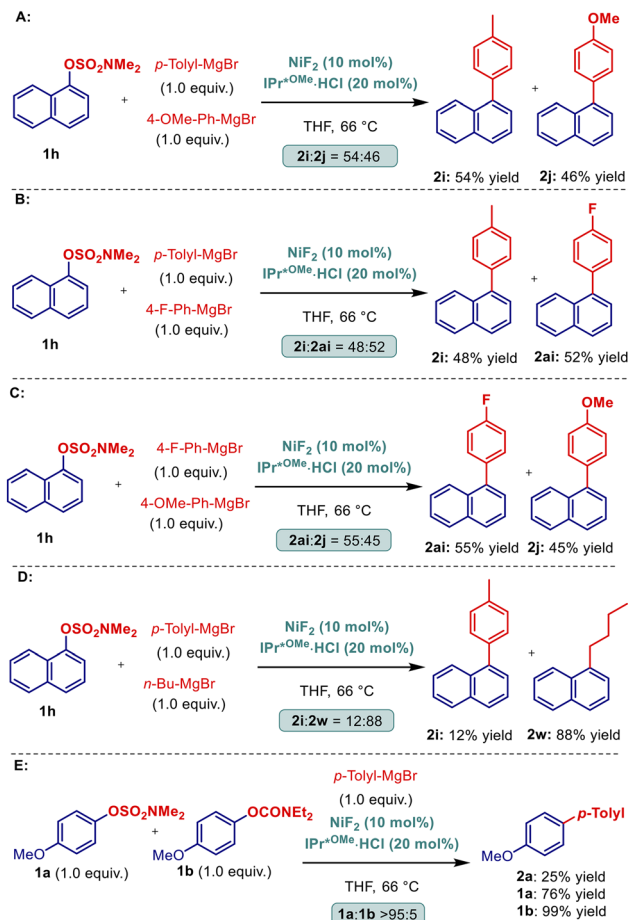 A:
OSO₂NMe₂
p-Tolyl-MgBr
(1.0 equiv.)
+
4-OMe-Ph-MgBr
(1.0 equiv.)
1h
NiF₂ (10 mol%)
IPr*ᴼᴹᵉ·HCl (20 mol%)
THF, 66 °C
2i:2j = 54:46
+
OMe
2i: 54% yield
2j: 46% yield
B:
OSO₂NMe₂
p-Tolyl-MgBr
(1.0 equiv.)
+
4-F-Ph-MgBr
(1.0 equiv.)
1h
NiF₂ (10 mol%)
IPr*ᴼᴹᵉ·HCl (20 mol%)
THF, 66 °C
2i:2ai = 48:52
+
F
2i: 48% yield
2ai: 52% yield
C:
OSO₂NMe₂
4-F-Ph-MgBr
(1.0 equiv.)
+
4-OMe-Ph-MgBr
(1.0 equiv.)
1h
NiF₂ (10 mol%)
IPr*ᴼᴹᵉ·HCl (20 mol%)
THF, 66 °C
2ai:2j = 55:45
F
+
OMe
2ai: 55% yield
2j: 45% yield
D:
OSO₂NMe₂
p-Tolyl-MgBr
(1.0 equiv.)
+
n-Bu-MgBr
(1.0 equiv.)
1h
NiF₂ (10 mol%)
IPr*ᴼᴹᵉ·HCl (20 mol%)
THF, 66 °C
2i:2w = 12:88
+
2i: 12% yield
2w: 88% yield
E:
OSO₂NMe₂
MeO
1a (1.0 equiv.)
+
OCONEt₂
MeO
1b (1.0 equiv.)
p-Tolyl-MgBr
(1.0 equiv.)
NiF₂ (10 mol%)
IPr*ᴼᴹᵉ·HCl (20 mol%)
THF, 66 °C
1a:1b >95:5
p-Tolyl
MeO
2a: 25% yield
1a: 76% yield
1b: 99% yield